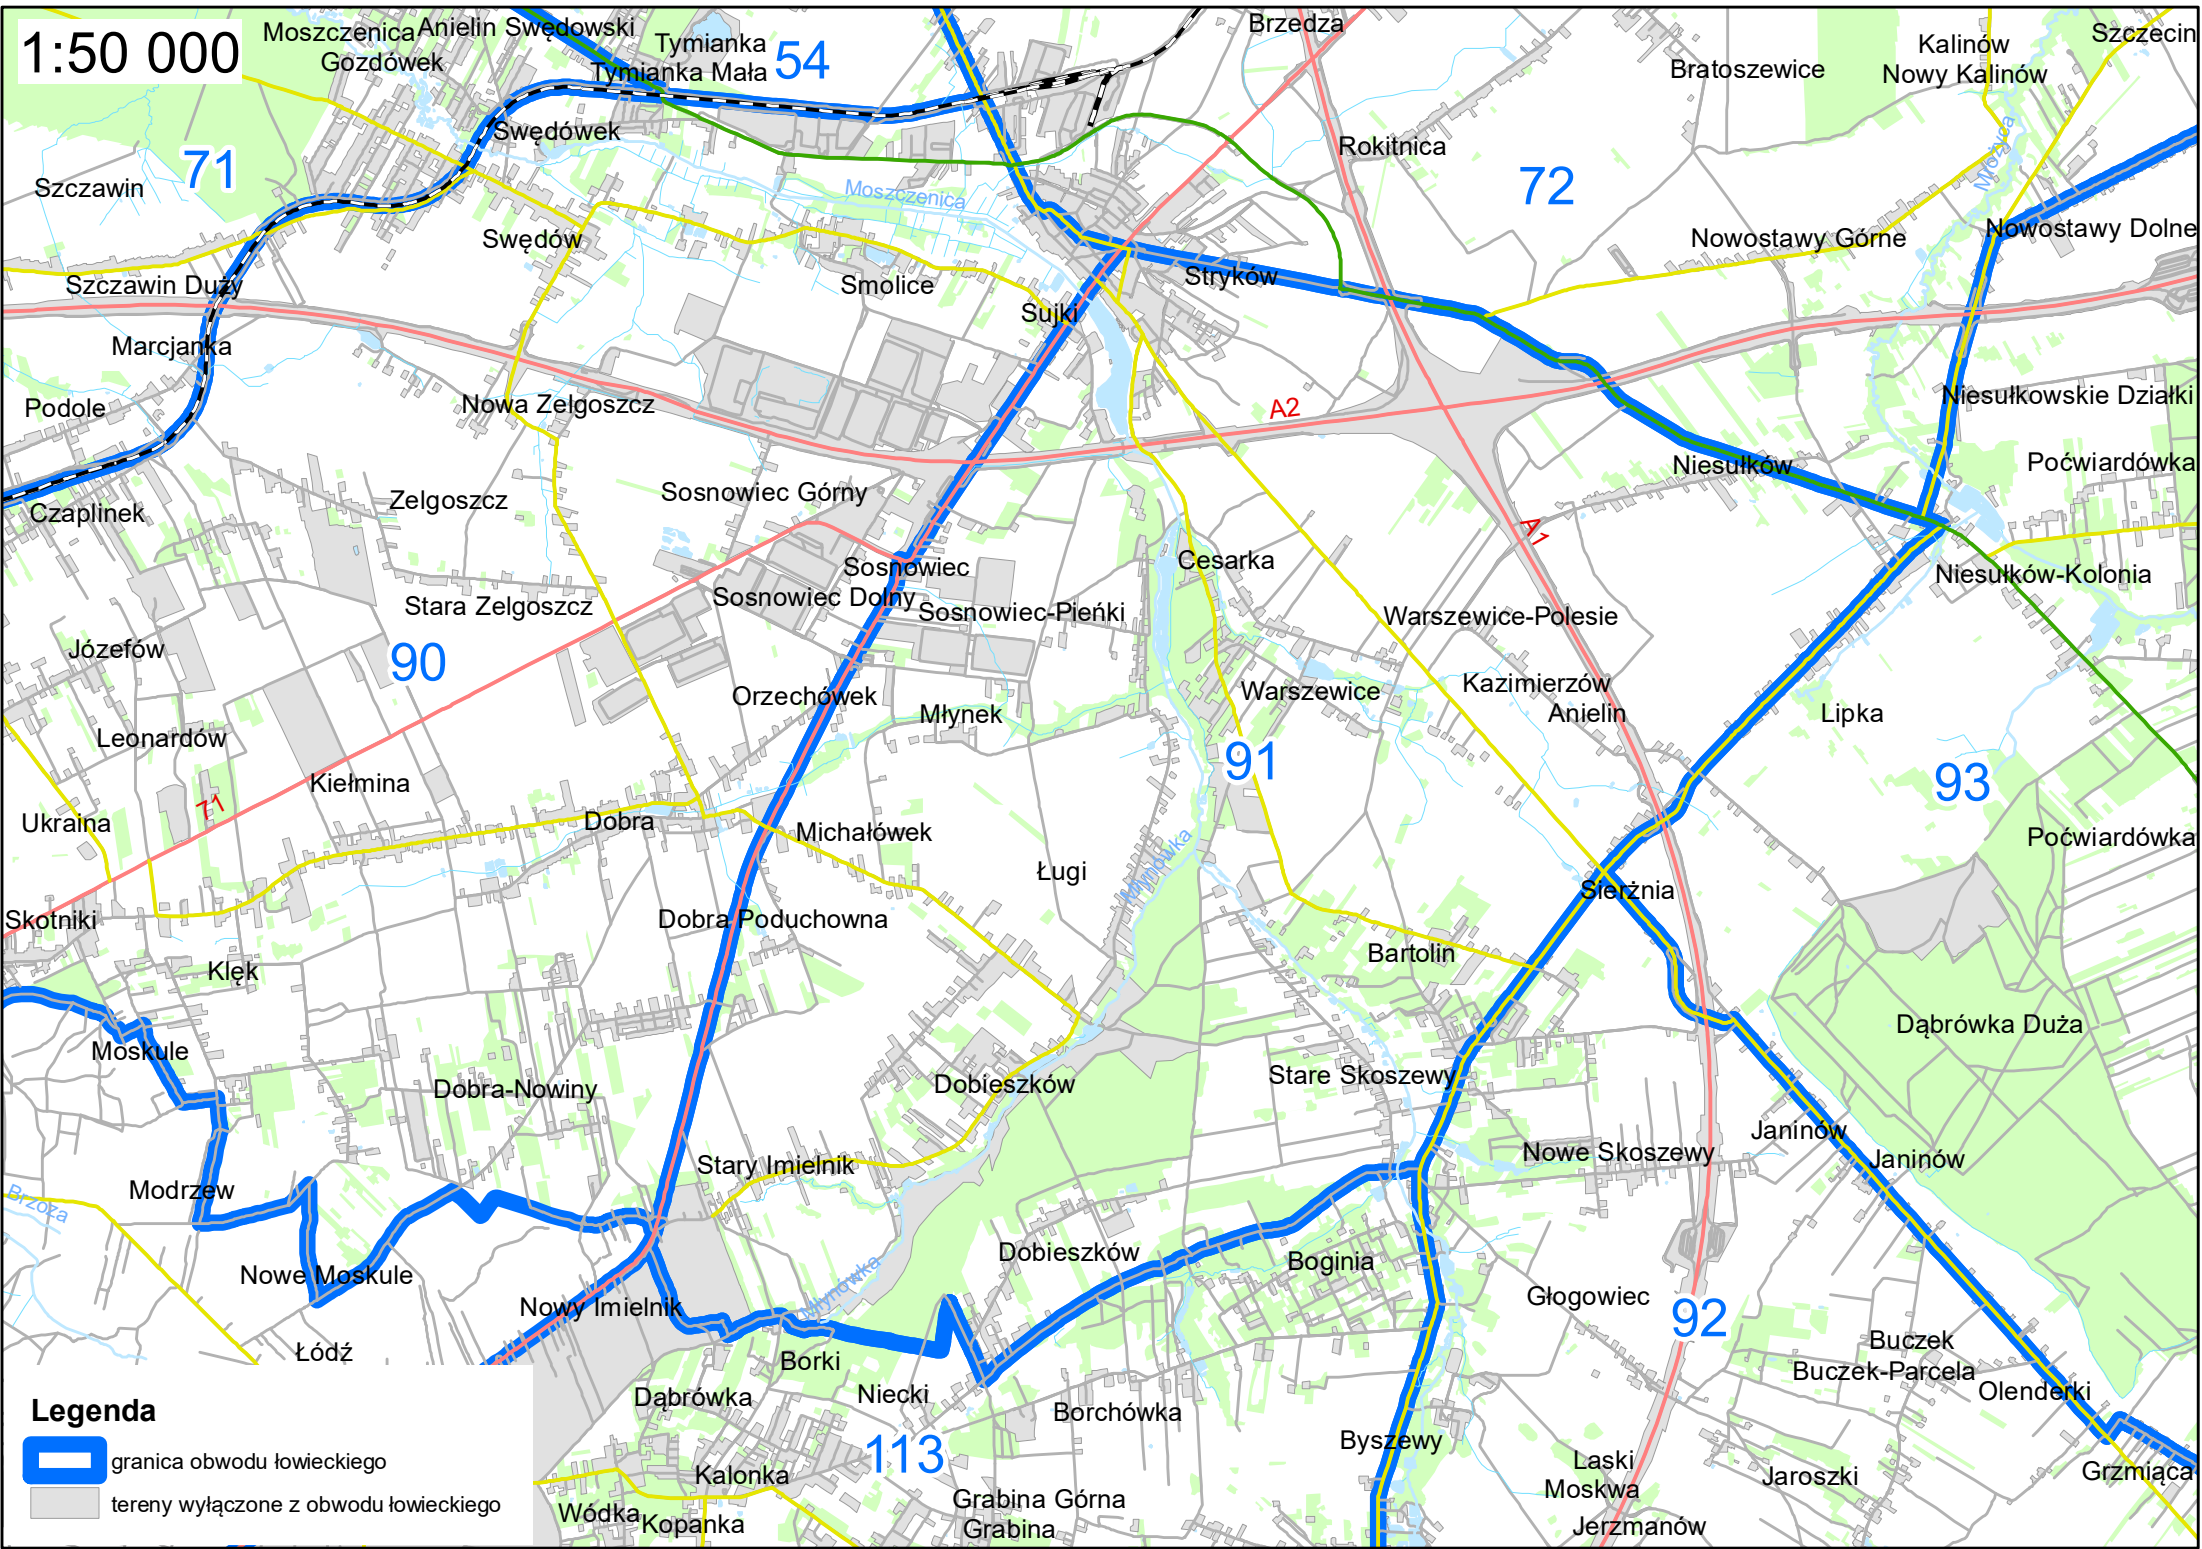 1:50 000
Moszczenica
Anielin Swędowski
Gozdówek
Tymianka
Tymianka Mała
54
Brzedza
Kalinów
Nowy Kalinów
Szczecin
Bratoszewice
Swędówek
Rokitnica
71
72
Szczawin
Moszczenica
Mrożyca
Swędów
Nowostawy Górne
Nowostawy Dolne
Szczawin Duży
Smolice
Stryków
Sujki
Marcjanka
Podole
Nowa Zelgoszcz
A2
Niesułkowskie Działki
Niesułków
Poćwiardówka
Zelgoszcz
Sosnowiec Górny
Czaplinek
A1
Cesarka
Sosnowiec
Niesułków-Kolonia
Sosnowiec Dolny
Stara Zelgoszcz
Sosnowiec-Pieńki
Warszewice-Polesie
Józefów
90
Orzechówek
Warszewice
Kazimierzów
Anielin
Młynek
Lipka
Leonardów
91
93
Kiełmina
71
Ukraina
Dobra
Michałówek
Poćwiardówka
Ługi
Młynówka
Sierżnia
Skotniki
Dobra Poduchowna
Bartolin
Klęk
Dąbrówka Duża
Moskule
Stare Skoszewy
Dobra-Nowiny
Dobieszków
Janinów
Nowe Skoszewy
Janinów
Stary Imielnik
Modrzew
Brzoza
Dobieszków
Boginia
Nowe Moskule
Młynówka
Głogowiec
Nowy Imielnik
92
Łódź
Borki
Buczek
Buczek-Parcela
Olenderki
Dąbrówka
Niecki
Borchówka
Legenda
granica obwodu łowieckiego
tereny wyłączone z obwodu łowieckiego
113
Byszewy
Kalonka
Laski
Moskwa
Jaroszki
Grzmiąca
Wódka
Kopanka
Grabina Górna
Grabina
Jerzmanów